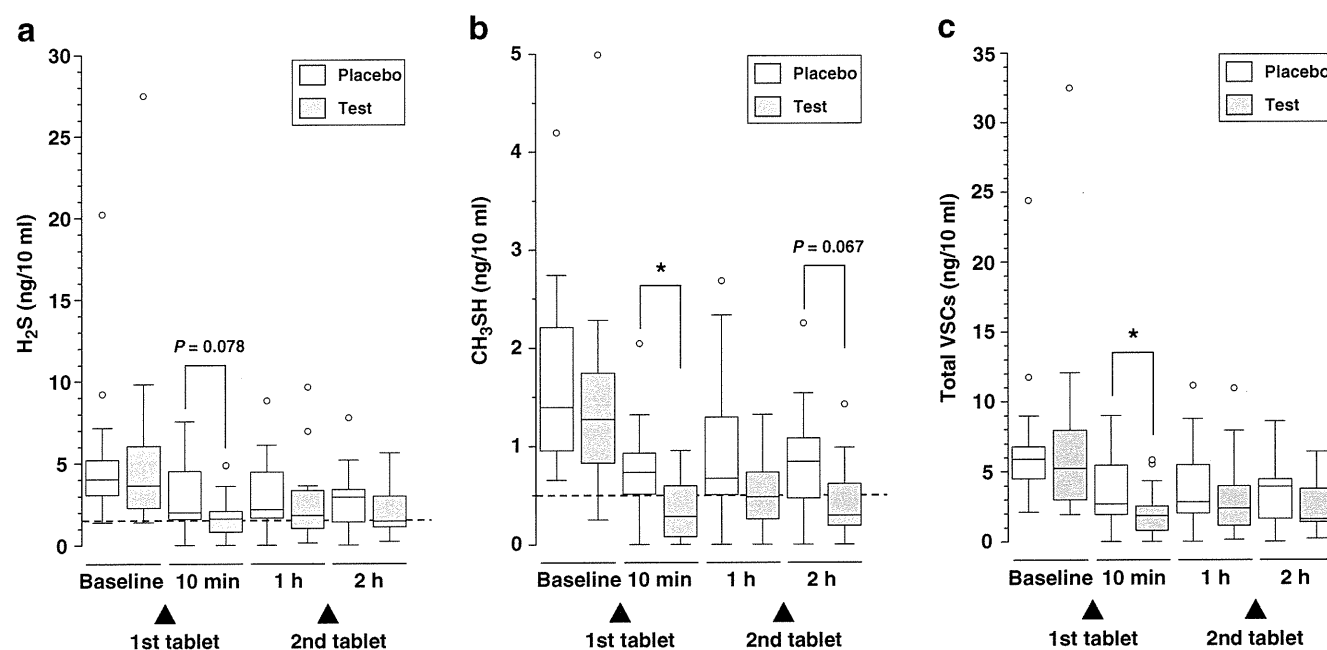 a
30
25
20
15
10
5
0
H2S (ng/10 ml)
Placebo
Test
P = 0.078
Baseline 10 min 1 h 2 h
1st tablet 2nd tablet
b
5
4
3
2
1
0
CH3SH (ng/10 ml)
Placebo
Test
*
P = 0.067
Baseline 10 min 1 h 2 h
1st tablet 2nd tablet
c
35
30
25
20
15
10
5
0
Total VSCs (ng/10 ml)
Placebo
Test
*
Baseline 10 min 1 h 2 h
1st tablet 2nd tablet